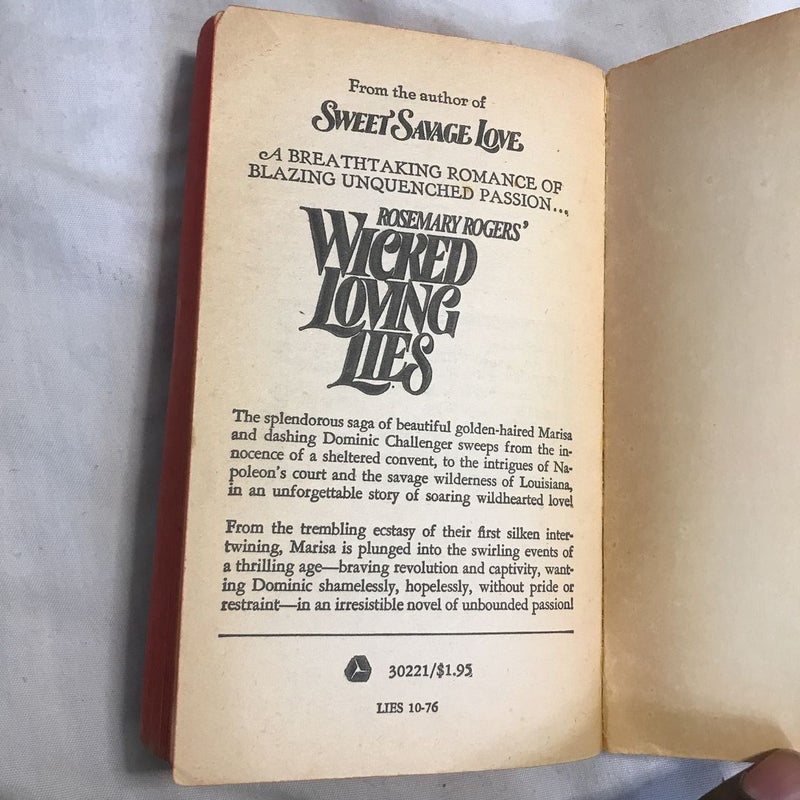 From the author of
SWEET SAVAGE LOVE
A BREATHTAKING ROMANCE OF
BLAZING UNQUENCHED PASSION...
ROSEMARY ROGERS'
WICKED
LOVING
LIES
The splendorous saga of beautiful golden-haired Marisa
and dashing Dominic Challenger sweeps from the in-
nocence of a sheltered convent, to the intrigues of Na-
poleon's court and the savage wilderness of Louisiana,
in an unforgettable story of soaring wildhearted love!
From the trembling ecstasy of their first silken inter-
twining, Marisa is plunged into the swirling events of
a thrilling age—braving revolution and captivity, want-
ing Dominic shamelessly, hopelessly, without pride or
restraint—in an irresistible novel of unbounded passion!
30221/$1.95
LIES 10-76